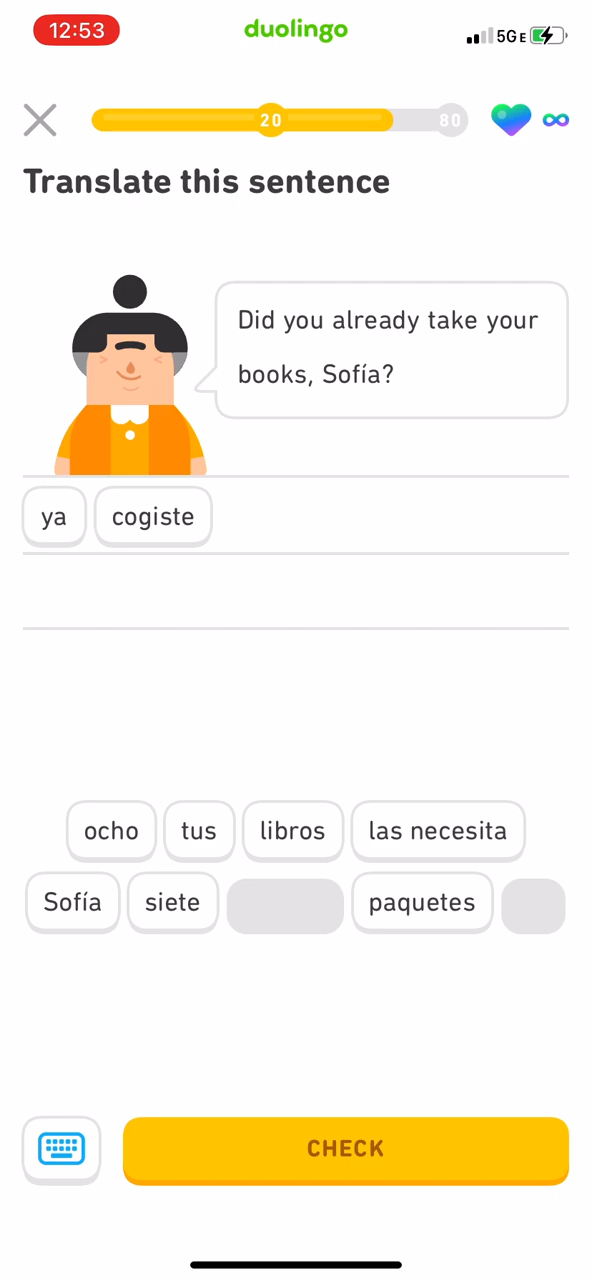 12:53
duolingo
5GE
20
80
Translate this sentence
Did you already take your
books, Sofía?
ya cogiste
ocho tus libros las necesita
Sofía siete paquetes
CHECK